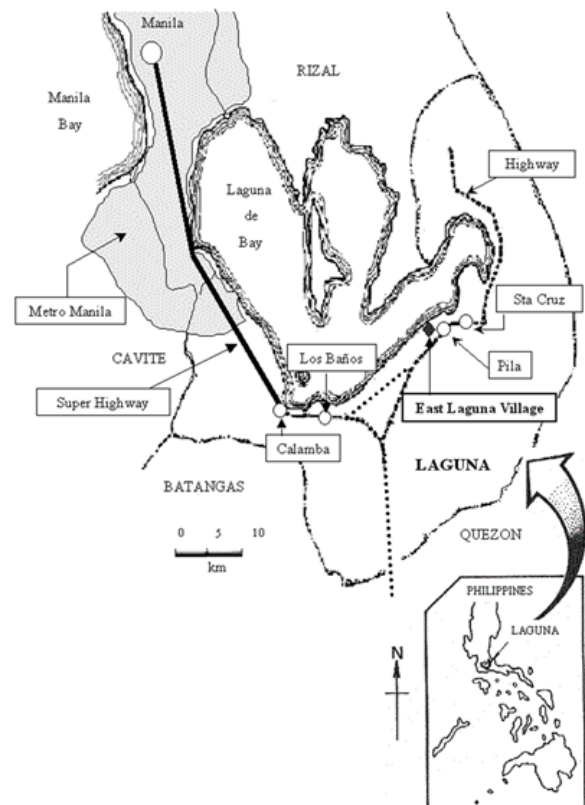 Manila
RIZAL
Manila
Bay
Highway
Laguna
de
Bay
Metro Manila
Sta Cruz
CAVITE
Los Baños
Pila
Super Highway
East Laguna Village
Calamba
LAGUNA
BATANGAS
0 5 10
km
QUEZON
PHILIPPINES
LAGUNA
N